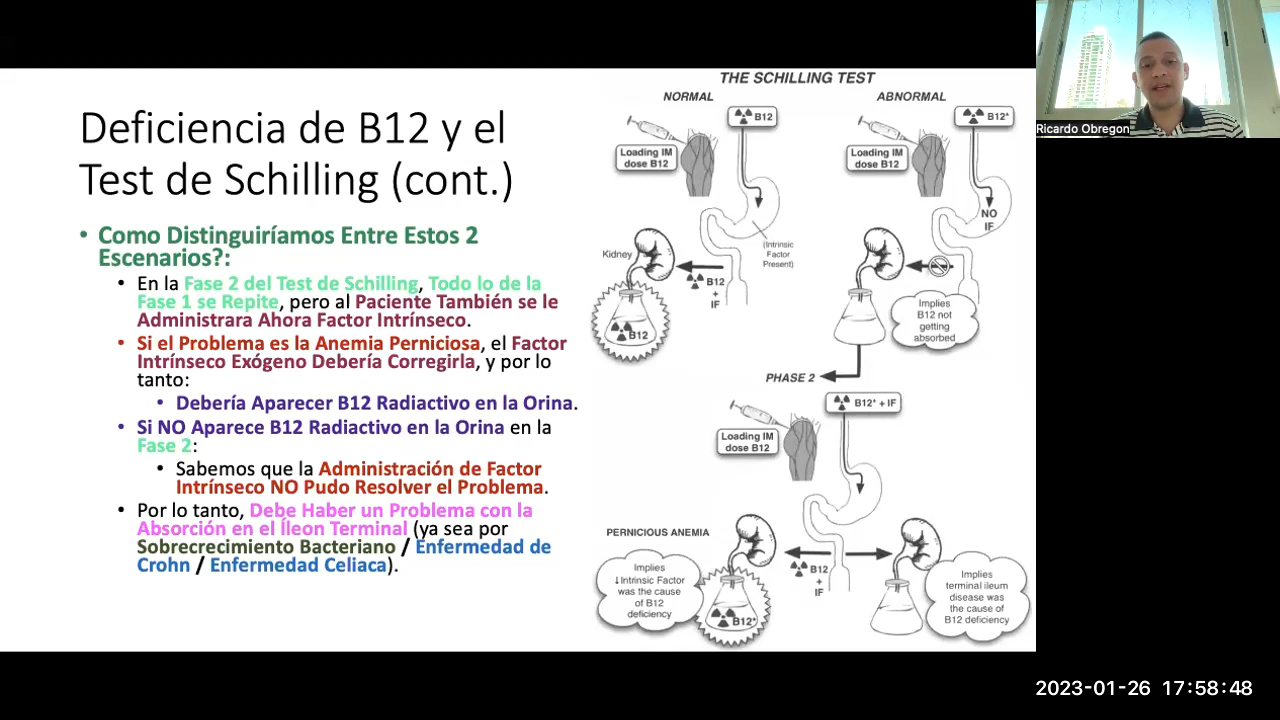 Deficiencia de B12 y el
Test de Schilling (cont.)
• Como Distinguiríamos Entre Estos 2
Escenarios?:
• En la Fase 2 del Test de Schilling, Todo lo de la
Fase 1 se Repite, pero al Paciente También se le
Administrara Ahora Factor Intrínseco.
• Si el Problema es la Anemia Perniciosa, el Factor
Intrínseco Exógeno Debería Corregirla, y por lo
tanto:
• Debería Aparecer B12 Radiactivo en la Orina.
• Si NO Aparece B12 Radiactivo en la Orina en la
Fase 2:
• Sabemos que la Administración de Factor
Intrínseco NO Pudo Resolver el Problema.
• Por lo tanto, Debe Haber un Problema con la
Absorción en el Íleon Terminal (ya sea por
Sobrecrecimiento Bacteriano / Enfermedad de
Crohn / Enfermedad Celiaca).
THE SCHILLING TEST
NORMAL
B12
Loading IM
dose B12
(Intrinsic
Factor
Present)
Kidney
B12
+
IF
B12
ABNORMAL
B12*
Loading IM
dose B12
NO
IF
Implies
B12 not
getting
absorbed
PHASE 2
B12* + IF
Loading IM
dose B12
PERNICIOUS ANEMIA
B12
+
IF
Implies
↓Intrinsic Factor
was the cause
of B12
deficiency
B12*
Implies
terminal ileum
disease was
the cause of
B12 deficiency
Ricardo Obregon
2023-01-26 17:58:48